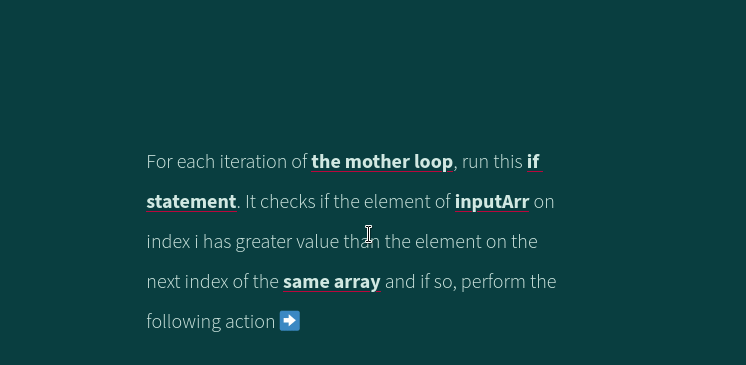 For each iteration of the mother loop, run this if
statement. It checks if the element of inputArr on
index i has greater value than the element on the
next index of the same array and if so, perform the
following action ➡️